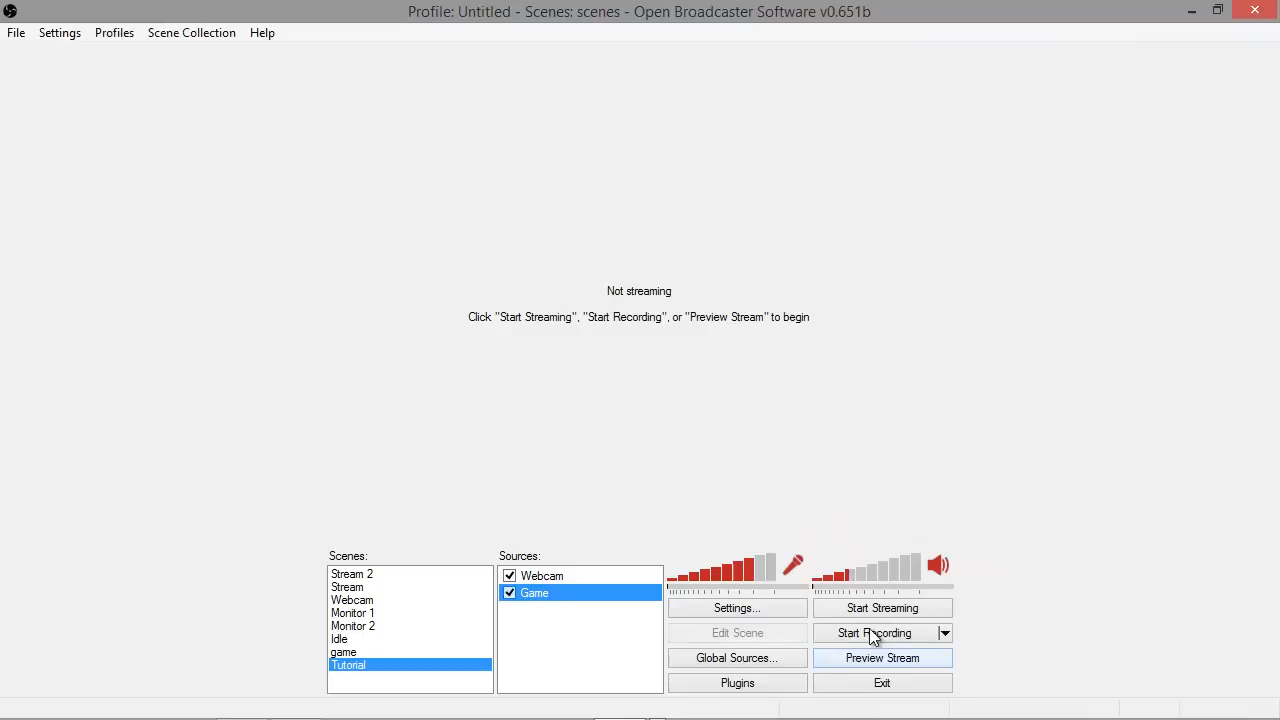 Profile: Untitled - Scenes: scenes - Open Broadcaster Software v0.651b
File Settings Profiles Scene Collection Help
Not streaming
Click "Start Streaming", "Start Recording", or "Preview Stream" to begin
Scenes:
Stream 2
Stream
Webcam
Monitor 1
Monitor 2
Idle
game
Tutorial
Sources:
Webcam
Game
Settings...
Start Streaming
Edit Scene
Start Recording
Global Sources...
Preview Stream
Plugins
Exit